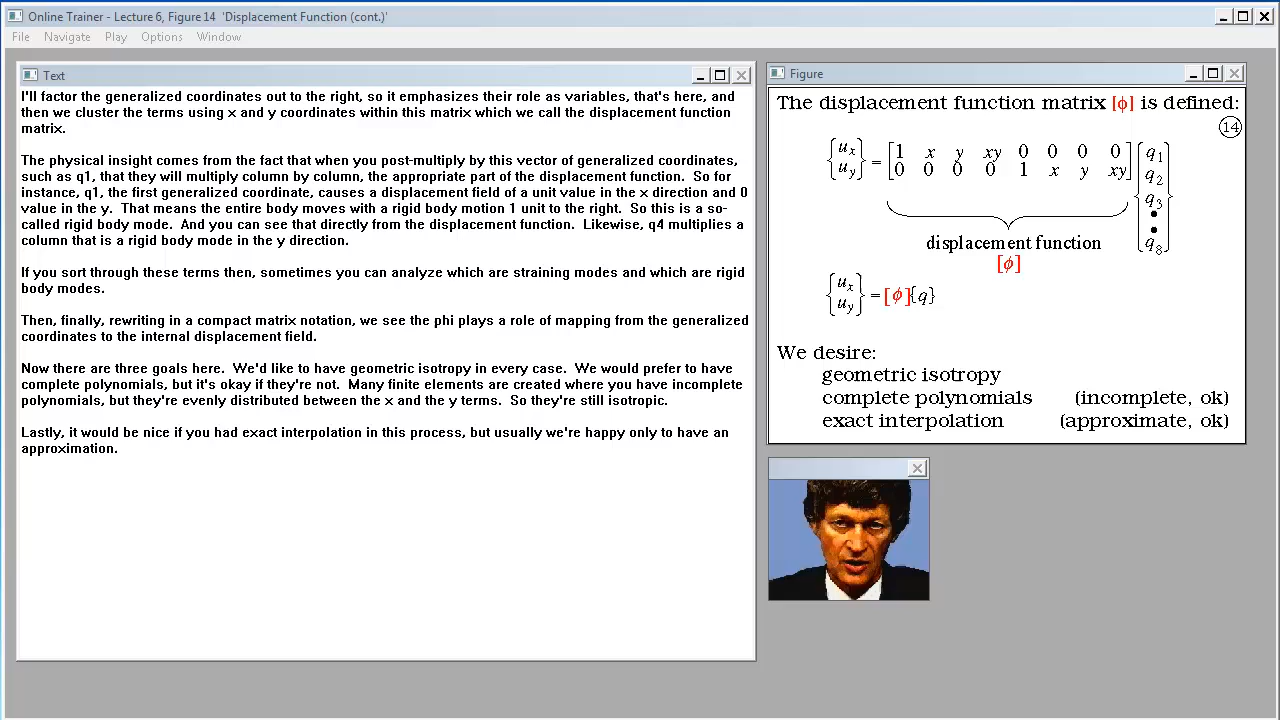 Online Trainer - Lecture 6, Figure 14 'Displacement Function (cont.)'
File Navigate Play Options Window
Text
I'll factor the generalized coordinates out to the right, so it emphasizes their role as variables, that's here, and
then we cluster the terms using x and y coordinates within this matrix which we call the displacement function
matrix.
The physical insight comes from the fact that when you post-multiply by this vector of generalized coordinates,
such as q1, that they will multiply column by column, the appropriate part of the displacement function. So for
instance, q1, the first generalized coordinate, causes a displacement field of a unit value in the x direction and 0
value in the y. That means the entire body moves with a rigid body motion 1 unit to the right. So this is a so-
called rigid body mode. And you can see that directly from the displacement function. Likewise, q4 multiplies a
column that is a rigid body mode in the y direction.
If you sort through these terms then, sometimes you can analyze which are straining modes and which are rigid
body modes.
Then, finally, rewriting in a compact matrix notation, we see the phi plays a role of mapping from the generalized
coordinates to the internal displacement field.
Now there are three goals here. We'd like to have geometric isotropy in every case. We would prefer to have
complete polynomials, but it's okay if they're not. Many finite elements are created where you have incomplete
polynomials, but they're evenly distributed between the x and the y terms. So they're still isotropic.
Lastly, it would be nice if you had exact interpolation in this process, but usually we're happy only to have an
approximation.
Figure
The displacement function matrix [ϕ] is defined:
14
{ux uy} = [1 x y xy 0 0 0 0
0 0 0 0 1 x y xy] {q1
q2
q3
•
•
q8}
displacement function
[ϕ]
{ux uy} = [ϕ]{q}
We desire:
geometric isotropy
complete polynomials (incomplete, ok)
exact interpolation (approximate, ok)